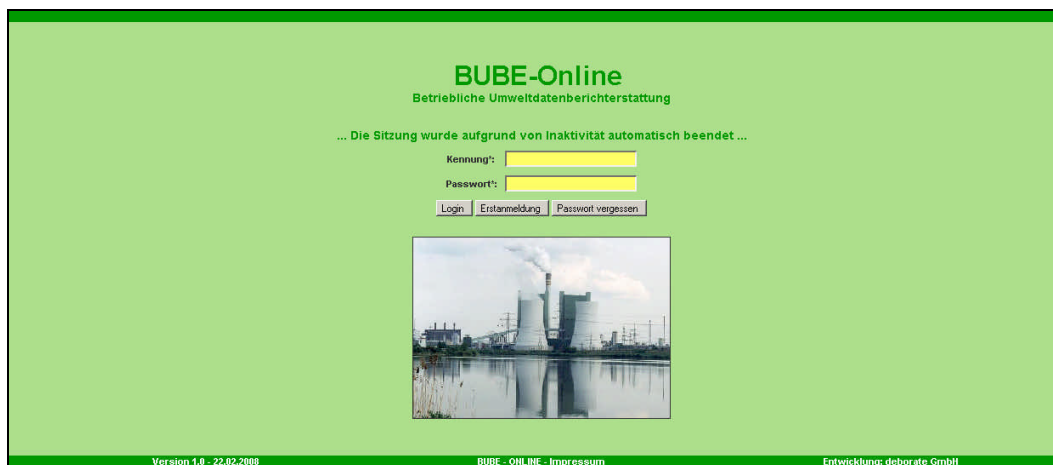 BUBE-Online
Betriebliche Umweltdatenberichterstattung
... Die Sitzung wurde aufgrund von Inaktivität automatisch beendet ...
Kennung*:
Passwort*:
Login Erstanmeldung Passwort vergessen
Version 1.0 - 22.02.2008 BUBE - ONLINE - Impressum Entwicklung: deborate GmbH